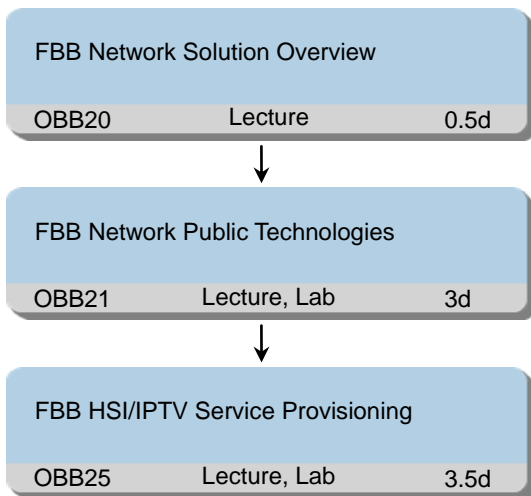 FBB Network Solution Overview
OBB20 Lecture 0.5d
FBB Network Public Technologies
OBB21 Lecture, Lab 3d
FBB HSI/IPTV Service Provisioning
OBB25 Lecture, Lab 3.5d